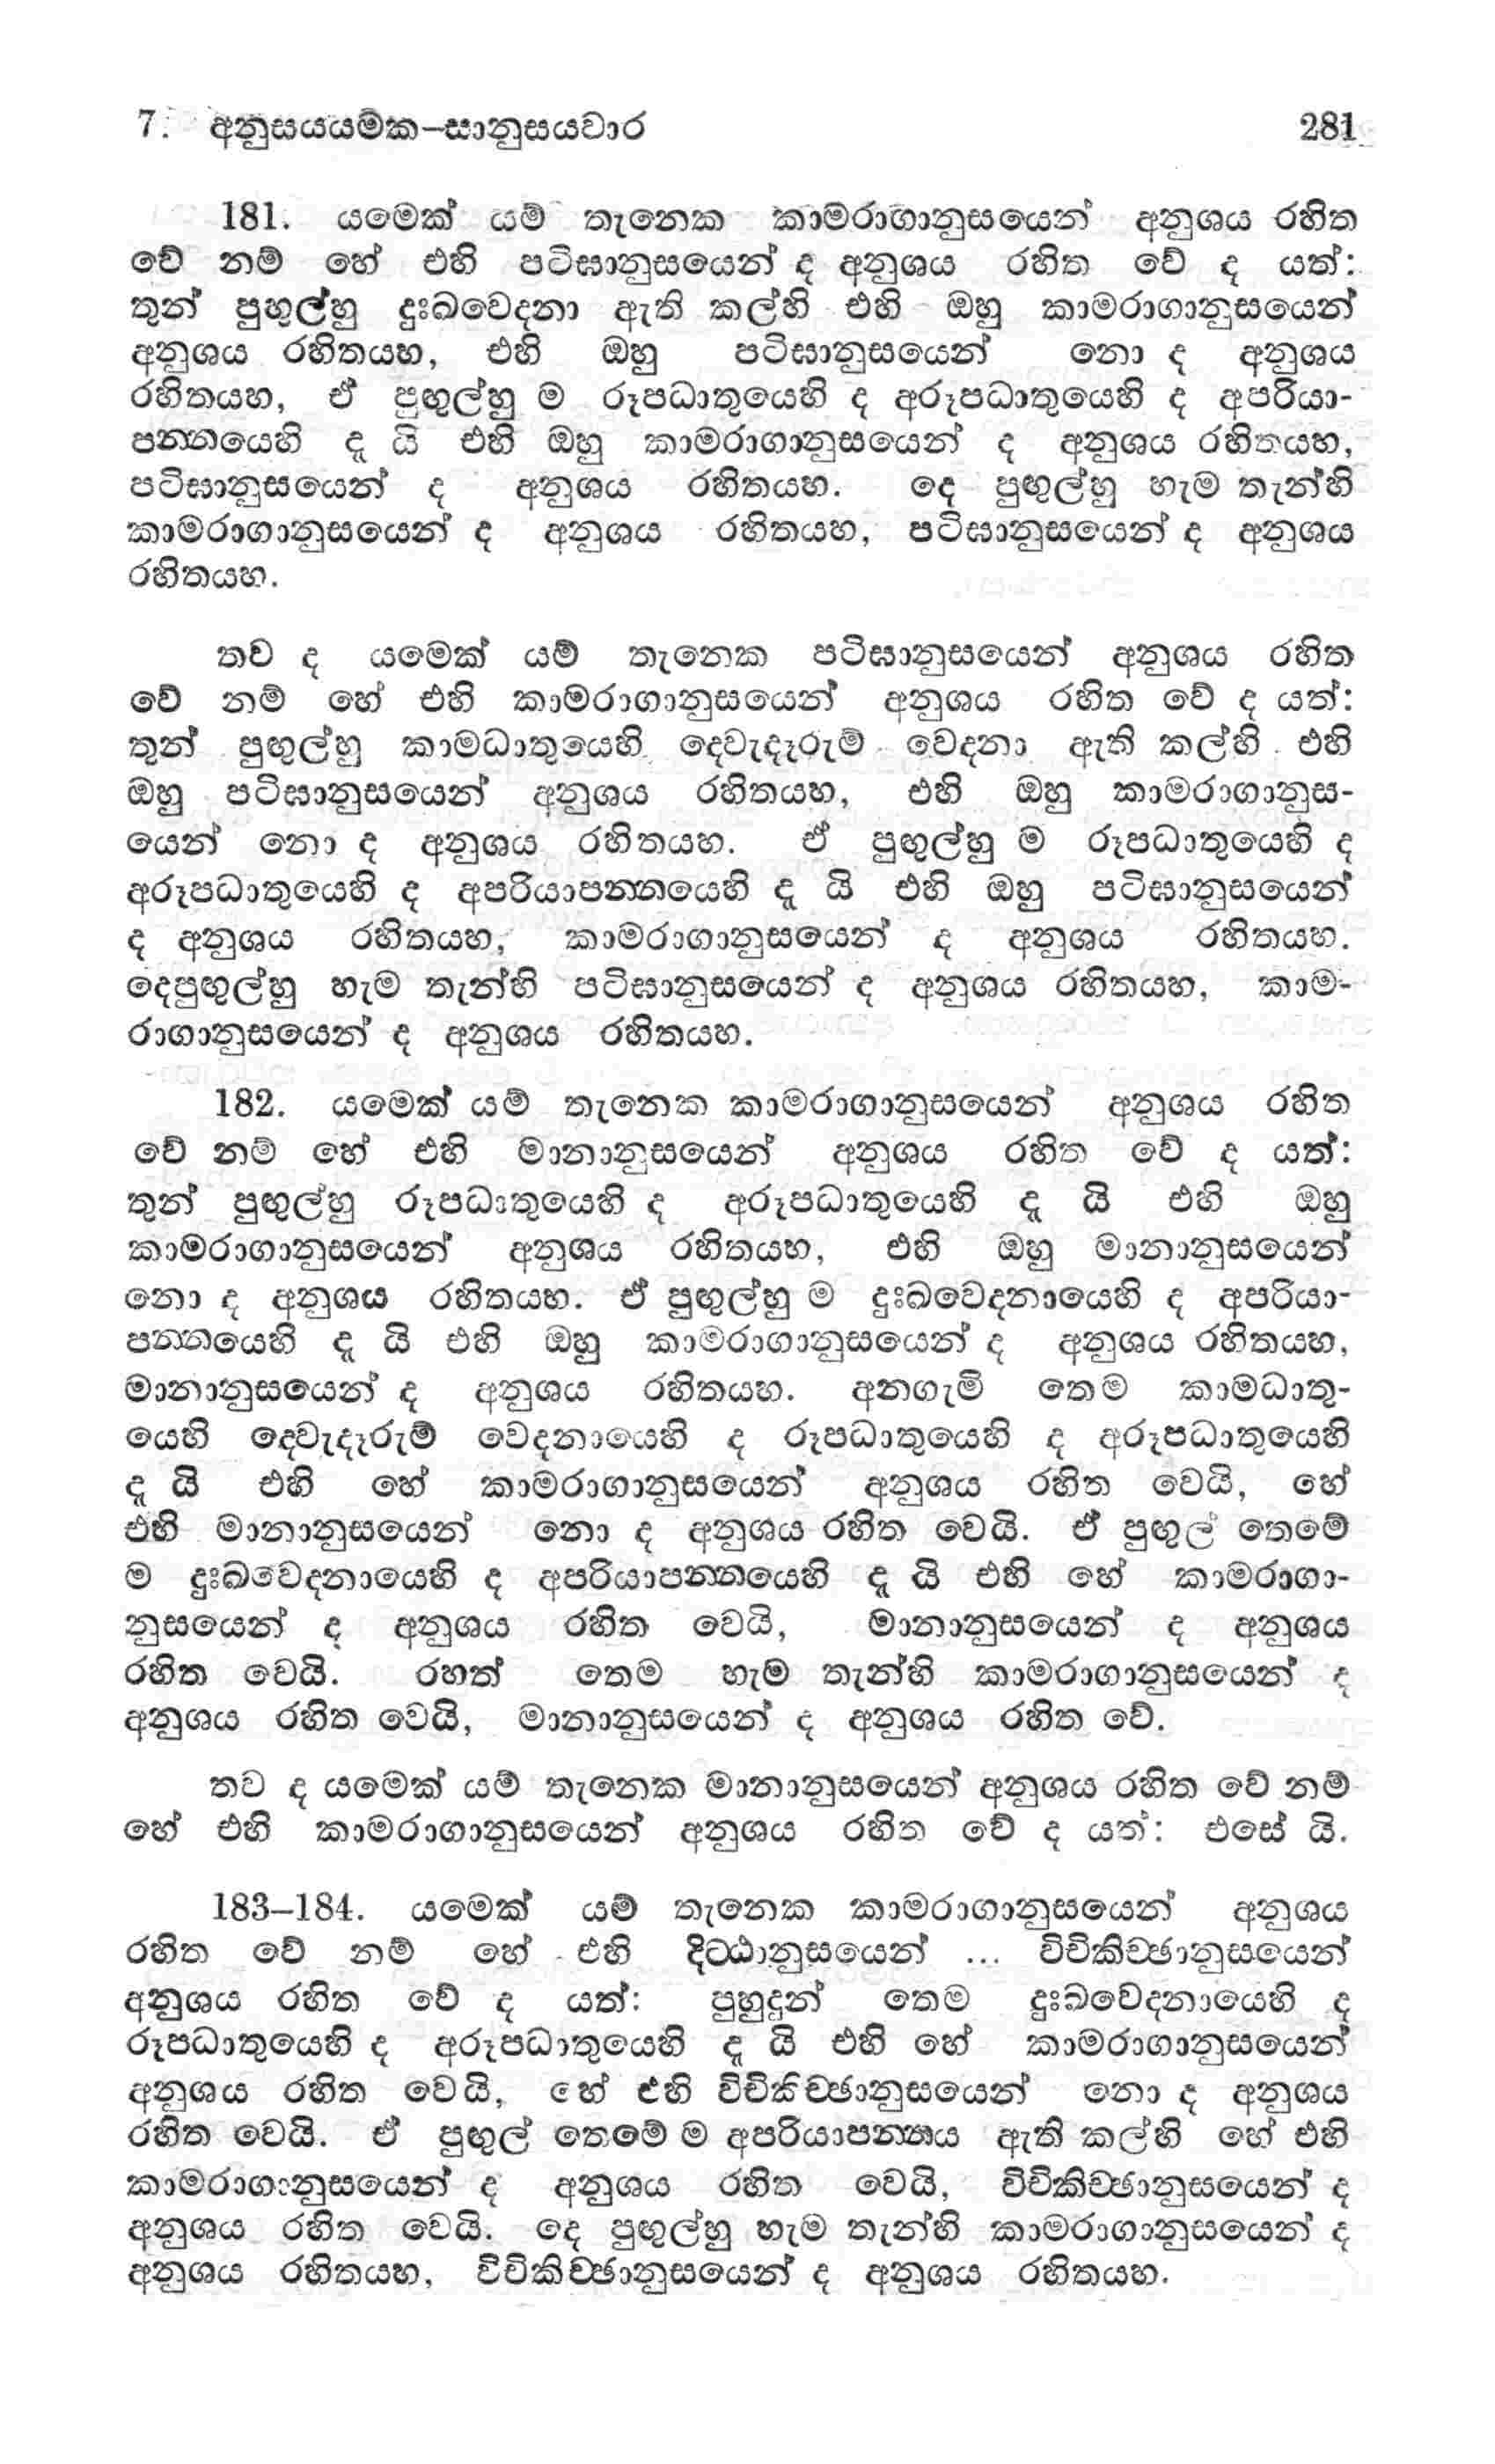 7. අනුසයයමක–සානුසයවාර 281
181. යමෙක් යම් තැනෙක කාමරාගානුසයෙන් අනුශය රහිත
වේ නම් හේ එහි පටිඝානුසයෙන් ද අනුශය රහිත වේ ද යත්:
තුන් පුඟුල්හු දුඃඛවෙදනා ඇති කල්හි එහි ඔහු කාමරාගානුසයෙන්
අනුශය රහිතයහ, එහි ඔහු පටිඝානුසයෙන් නො ද අනුශය
රහිතයහ, ඒ පුඟුල්හු ම රූපධාතුයෙහි ද අරූපධාතුයෙහි ද අපරියා-
පන්නයෙහි දැ යි එහි ඔහු කාමරාගානුසයෙන් ද අනුශය රහිතයහ,
පටිඝානුසයෙන් ද අනුශය රහිතයහ. දෙ පුඟුල්හු හැම තැන්හි
කාමරාගානුසයෙන් ද අනුශය රහිතයහ, පටිඝානුසයෙන් ද අනුශය
රහිතයහ.
තව ද යමෙක් යම් තැනෙක පටිඝානුසයෙන් අනුශය රහිත
වේ නම් හේ එහි කාමරාගානුසයෙන් අනුශය රහිත වේ ද යත්:
තුන් පුඟුල්හු කාමධාතුයෙහි දෙවැදෑරුම් වෙදනා ඇති කල්හි එහි
ඔහු පටිඝානුසයෙන් අනුශය රහිතයහ, එහි ඔහු කාමරාගානුස-
යෙන් නො ද අනුශය රහිතයහ. ඒ පුඟුල්හු ම රූපධාතුයෙහි ද
අරූපධාතුයෙහි ද අපරියාපන්නයෙහි දැ යි එහි ඔහු පටිඝානුසයෙන්
ද අනුශය රහිතයහ, කාමරාගානුසයෙන් ද අනුශය රහිතයහ.
දෙපුඟුල්හු හැම තැන්හි පටිඝානුසයෙන් ද අනුශය රහිතයහ, කාම-
රාගානුසයෙන් ද අනුශය රහිතයහ.
182. යමෙක් යම් තැනෙක කාමරාගානුසයෙන් අනුශය රහිත
වේ නම් හේ එහි මානානුසයෙන් අනුශය රහිත වේ ද යත්:
තුන් පුඟුල්හු රූපධාතුයෙහි ද අරූපධාතුයෙහි දැ යි එහි ඔහු
කාමරාගානුසයෙන් අනුශය රහිතයහ, එහි ඔහු මානානුසයෙන්
නො ද අනුශය රහිතයහ. ඒ පුඟුල්හු ම දුඃඛවෙදනායෙහි ද අපරියා-
පන්නයෙහි දැ යි එහි ඔහු කාමරාගානුසයෙන් ද අනුශය රහිතයහ,
මානානුසයෙන් ද අනුශය රහිතයහ. අනගැමි තෙම කාමධාතු-
යෙහි දෙවැදෑරුම් වෙදනායෙහි ද රූපධාතුයෙහි ද අරූපධාතුයෙහි
දැ යි එහි හේ කාමරාගානුසයෙන් අනුශය රහිත වෙයි, හේ
එහි මානානුසයෙන් නො ද අනුශය රහිත වෙයි. ඒ පුඟුල් තෙමේ
ම දුඃඛවෙදනායෙහි ද අපරියාපන්නයෙහි දැ යි එහි හේ කාමරාගා-
නුසයෙන් ද අනුශය රහිත වෙයි, මානානුසයෙන් ද අනුශය
රහිත වෙයි. රහත් තෙම හැම තැන්හි කාමරාගානුසයෙන් ද
අනුශය රහිත වෙයි, මානානුසයෙන් ද අනුශය රහිත වේ.
තව ද යමෙක් යම් තැනෙක මානානුසයෙන් අනුශය රහිත වේ නම්
හේ එහි කාමරාගානුසයෙන් අනුශය රහිත වේ ද යත්: එසේ යි.
183–184. යමෙක් යම් තැනෙක කාමරාගානුසයෙන් අනුශය
රහිත වේ නම් හේ එහි දිට්ඨානුසයෙන් ... විචිකිච්ඡානුසයෙන්
අනුශය රහිත වේ ද යත්: පුහුදුන් තෙම දුඃඛවෙදනායෙහි ද
රූපධාතුයෙහි ද අරූපධාතුයෙහි දැ යි එහි හේ කාමරාගානුසයෙන්
අනුශය රහිත වෙයි, හේ එහි විචිකිච්ඡානුසයෙන් නො ද අනුශය
රහිත වෙයි. ඒ පුඟුල් තෙමේ ම අපරියාපන්නය ඇති කල්හි හේ එහි
කාමරාගානුසයෙන් ද අනුශය රහිත වෙයි, විචිකිච්ඡානුසයෙන් ද
අනුශය රහිත වෙයි. දෙ පුඟුල්හු හැම තැන්හි කාමරාගානුසයෙන් ද
අනුශය රහිතයහ, විචිකිච්ඡානුසයෙන් ද අනුශය රහිතයහ.